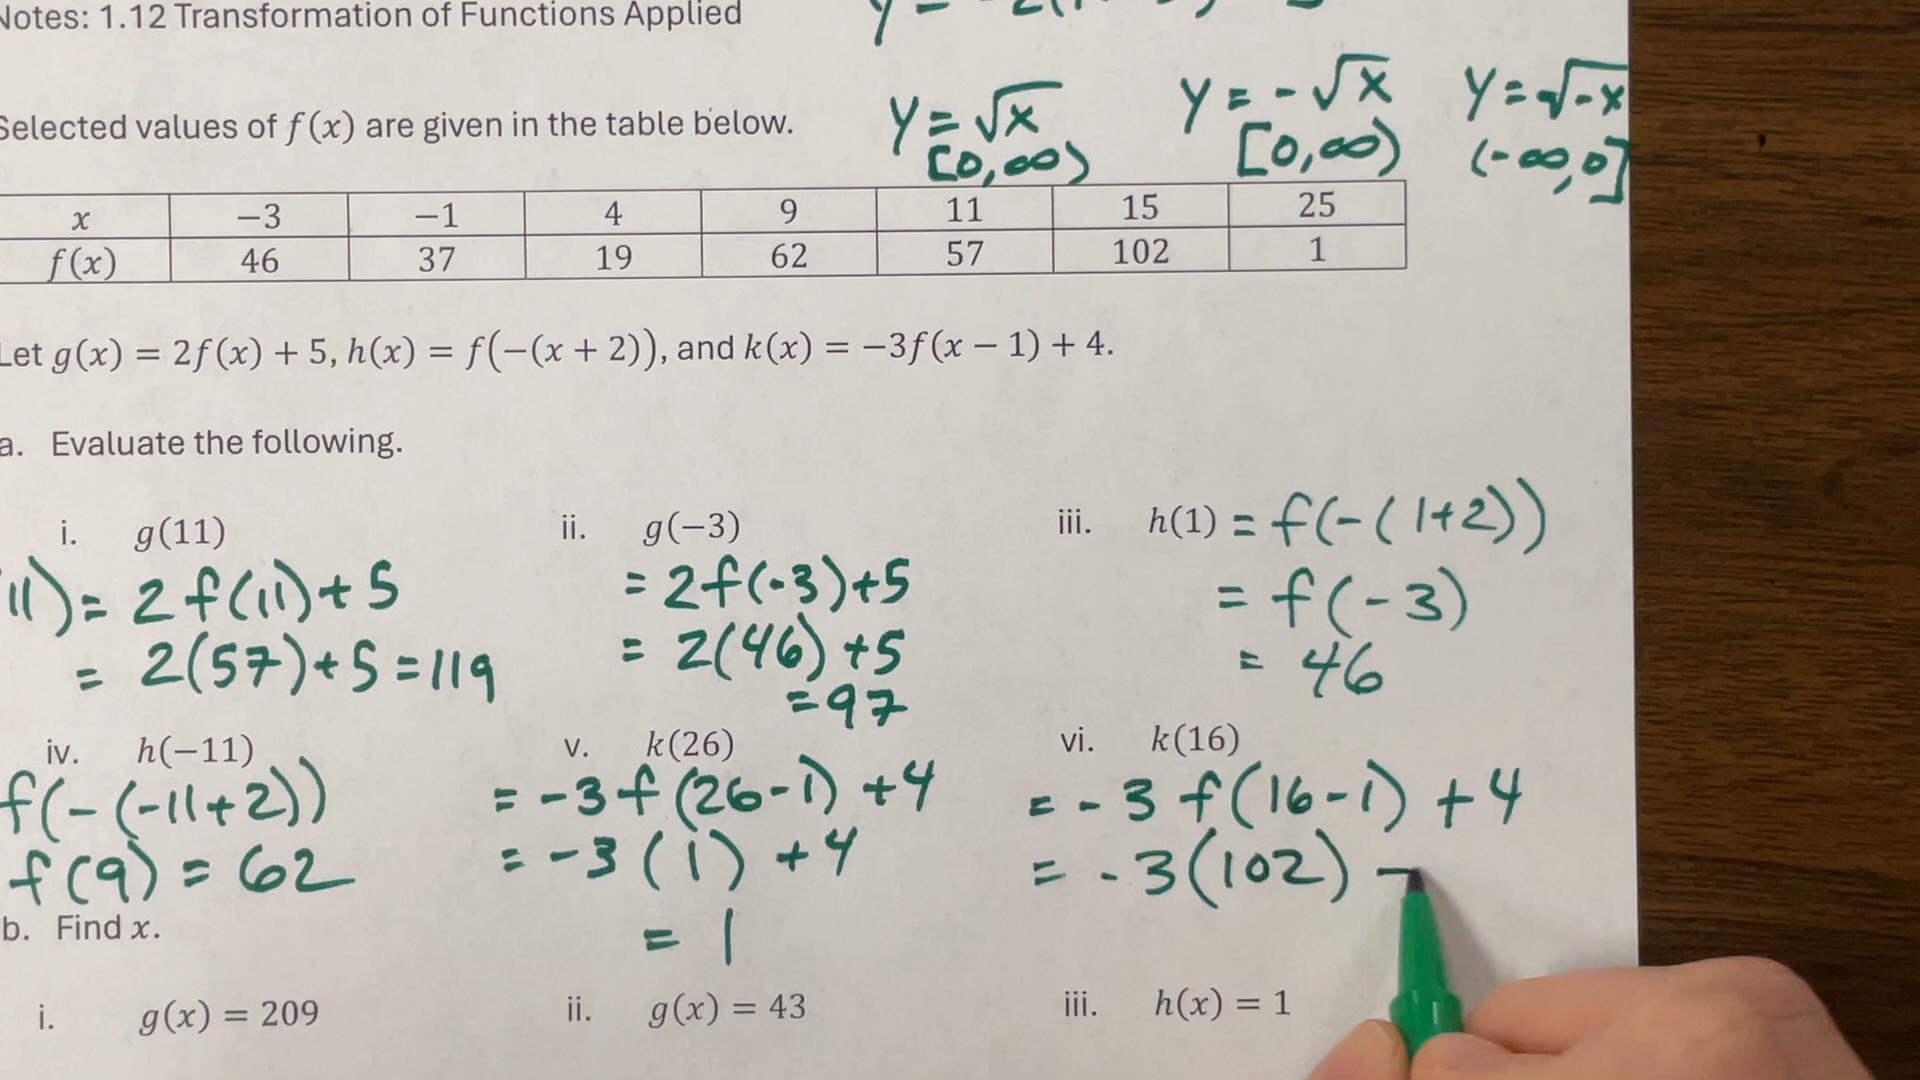 Notes: 1.12 Transformation of Functions Applied
y = √x
[0,∞)
y = -√x
[0,∞)
y = √-x
(-∞,0]
Selected values of f(x) are given in the table below.
x −3 −1 4 9 11 15 25
f(x) 46 37 19 62 57 102 1
Let g(x) = 2f(x) + 5, h(x) = f(−(x + 2)), and k(x) = −3f(x − 1) + 4.
a. Evaluate the following.
i. g(11)
11) = 2f(11)+5
= 2(57)+5=119
ii. g(−3)
= 2f(-3)+5
= 2(46)+5
=97
iii. h(1) = f(-(1+2))
= f(-3)
= 46
iv. h(−11)
f(-(-11+2))
f(9) = 62
v. k(26)
= -3f(26-1)+4
= -3(1)+4
= 1
vi. k(16)
= -3f(16-1)+4
= -3(102) -
b. Find x.
i. g(x) = 209
ii. g(x) = 43
iii. h(x) = 1